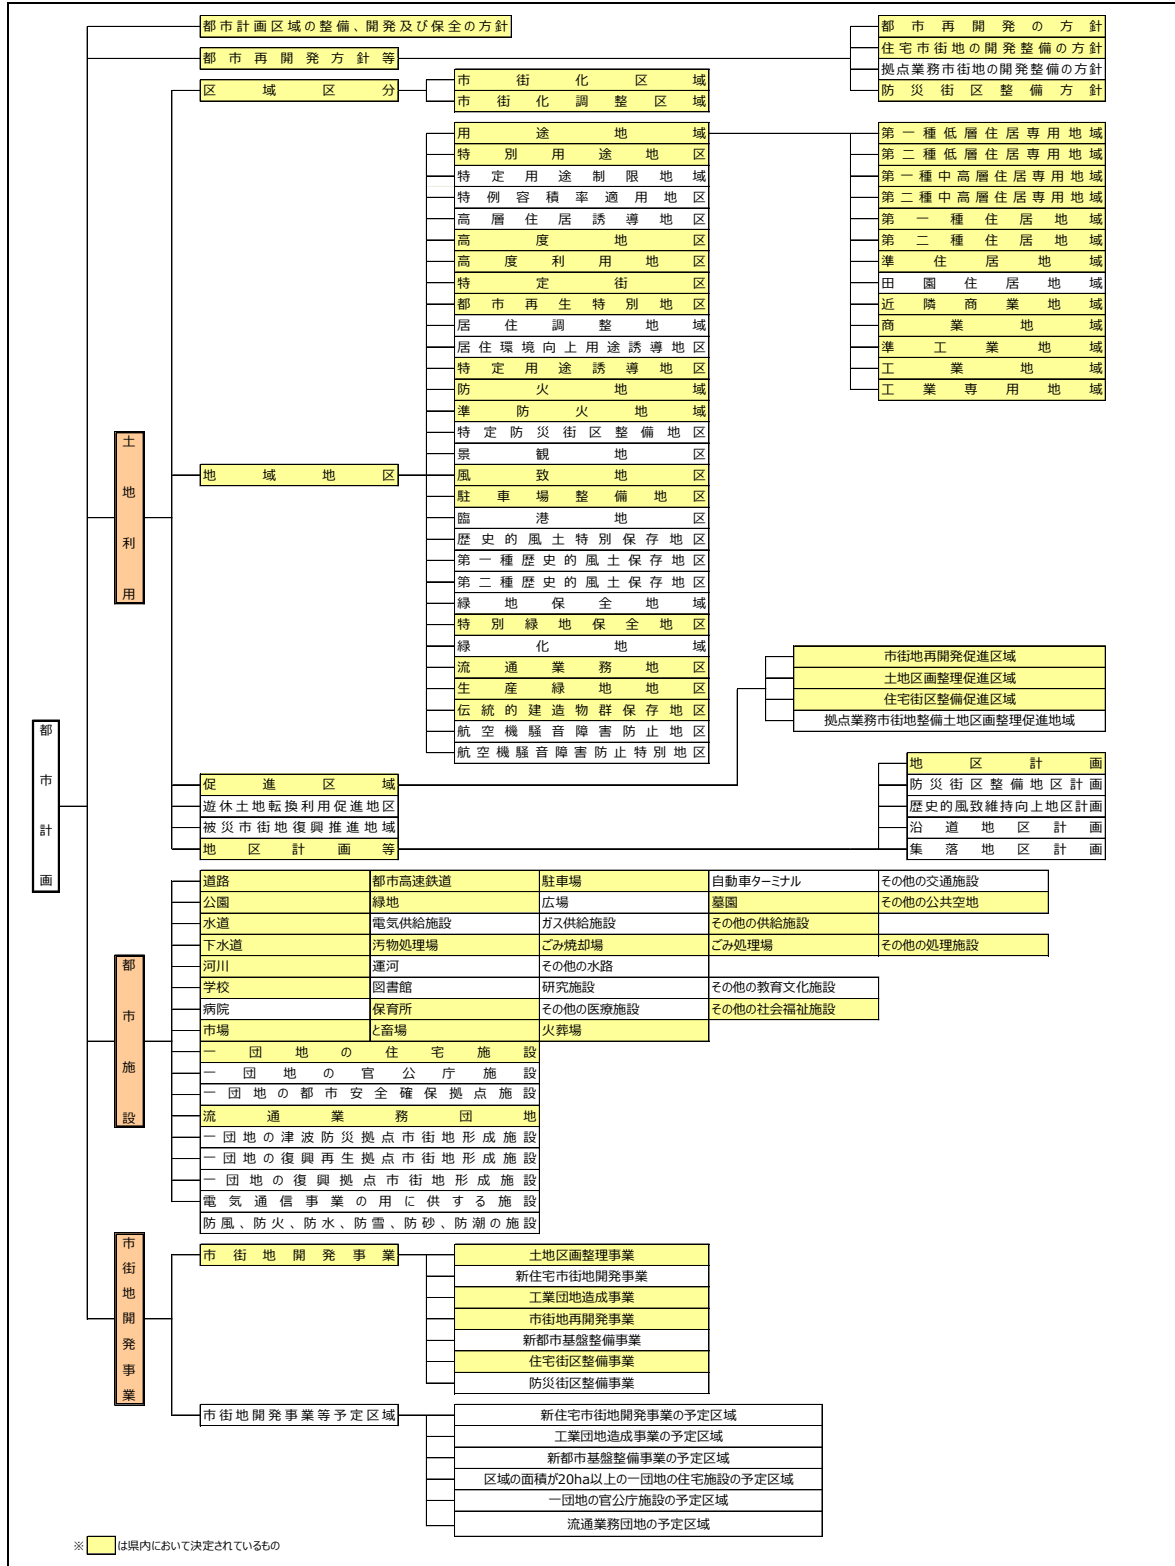 都市計画区域の整備、開発及び保全の方針
都市再開発の方針
住宅市街地の開発整備の方針
都市再開発方針等
拠点業務市街地の開発整備の方針
防災街区整備方針
区域区分
市街化区域
市街化調整区域
用途地域
特別用途地区
特定用途制限地域
特例容積率適用地区
高層住居誘導地区
高度地区
高度利用地区
特定街区
都市再生特別地区
居住調整地域
居住環境向上用途誘導地区
特定用途誘導地区
防火地域
準防火地域
特定防災街区整備地区
景観地区
風致地区
駐車場整備地区
臨港地区
歴史的風土特別保存地区
第一種歴史的風土保存地区
第二種歴史的風土保存地区
緑地保全地域
特別緑地保全地区
緑化地域
流通業務地区
生産緑地地区
伝統的建造物群保存地区
航空機騒音障害防止地区
航空機騒音障害防止特別地区
第一種低層住居専用地域
第二種低層住居専用地域
第一種中高層住居専用地域
第二種中高層住居専用地域
第一種住居地域
第二種住居地域
準住居地域
田園住居地域
近隣商業地域
商業地域
準工業地域
工業地域
工業専用地域
土地利用
地域地区
市街地再開発促進区域
土地区画整理促進区域
住宅街区整備促進区域
拠点業務市街地整備土地区画整理促進地域
都市計画
促進区域
遊休土地転換利用促進地区
被災市街地復興推進地域
地区計画等
地区計画
防災街区整備地区計画
歴史的風致維持向上地区計画
沿道地区計画
集落地区計画
道路 都市高速鉄道 駐車場 自動車ターミナル その他の交通施設
公園 緑地 広場 墓園 その他の公共空地
水道 電気供給施設 ガス供給施設 その他の供給施設
下水道 汚物処理場 ごみ焼却場 ごみ処理場 その他の処理施設
河川 運河 その他の水路
学校 図書館 研究施設 その他の教育文化施設
病院 保育所 その他の医療施設 その他の社会福祉施設
市場 と畜場 火葬場
都市施設
一団地の住宅施設
一団地の官公庁施設
一団地の都市安全確保拠点施設
流通業務団地
一団地の津波防災拠点市街地形成施設
一団地の復興再生拠点市街地形成施設
一団地の復興拠点市街地形成施設
電気通信事業の用に供する施設
防風、防火、防水、防雪、防砂、防潮の施設
市街地開発事業
市街地開発事業
土地区画整理事業
新住宅市街地開発事業
工業団地造成事業
市街地再開発事業
新都市基盤整備事業
住宅街区整備事業
防災街区整備事業
市街地開発事業等予定区域
新住宅市街地開発事業の予定区域
工業団地造成事業の予定区域
新都市基盤整備事業の予定区域
区域の面積が20ha以上の一団地の住宅施設の予定区域
一団地の官公庁施設の予定区域
流通業務団地の予定区域
※ は県内において決定されているもの